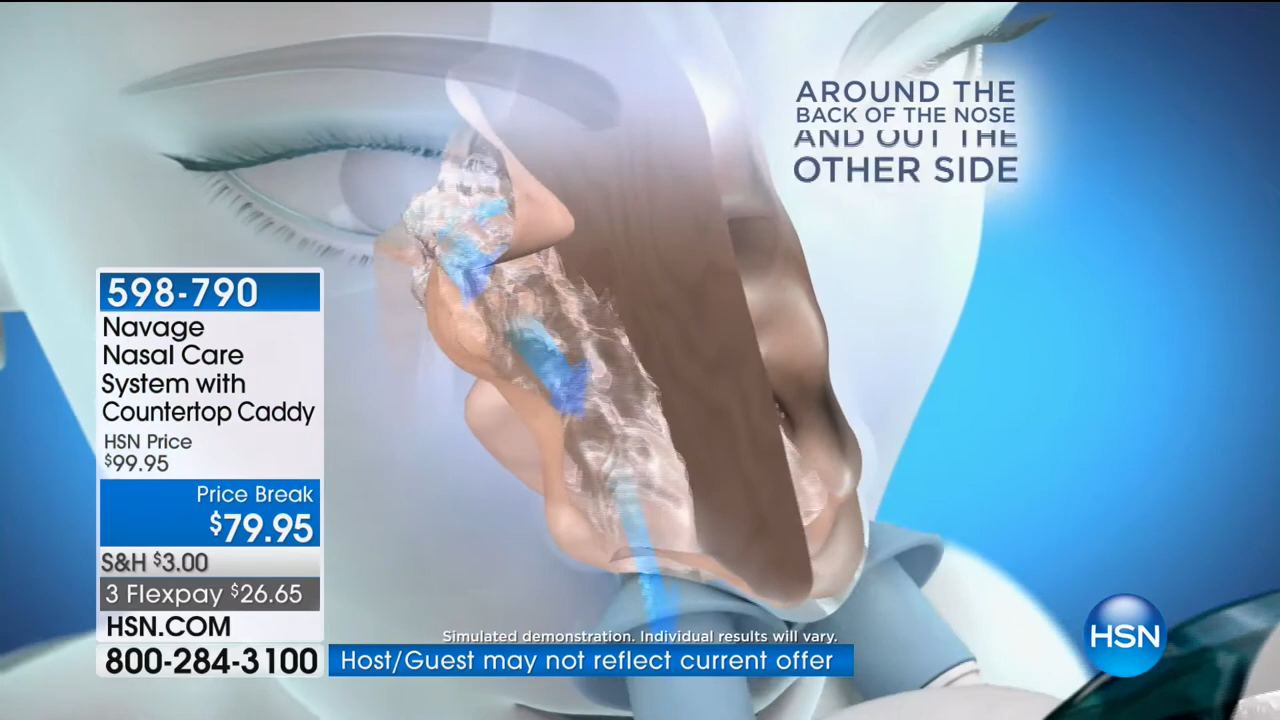 AROUND THE
BACK OF THE NOSE
AND OUT THE
OTHER SIDE
598-790
Navage
Nasal Care
System with
Countertop Caddy
HSN Price
$99.95
Price Break
$79.95
S&H $3.00
3 Flexpay $26.65
HSN.COM
800-284-3100
Simulated demonstration. Individual results will vary.
Host/Guest may not reflect current offer
HSN